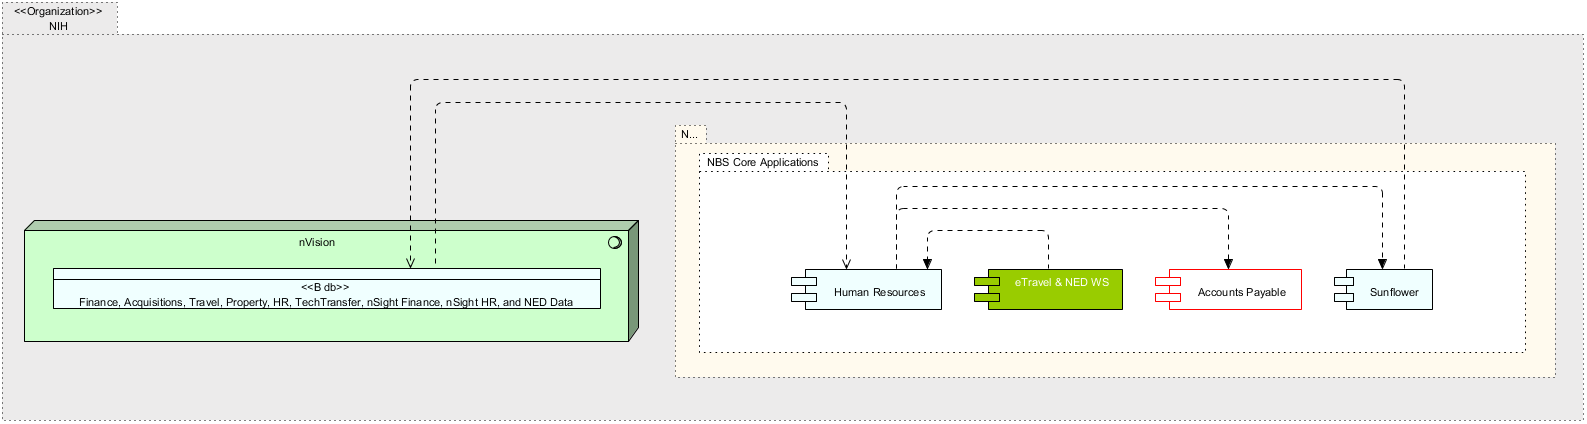 <<Organization>>
NIH
N...
NBS Core Applications
nVision
<<B db>>
Finance, Acquisitions, Travel, Property, HR, TechTransfer, nSight Finance, nSight HR, and NED Data
Human Resources
eTravel & NED WS
Accounts Payable
Sunflower